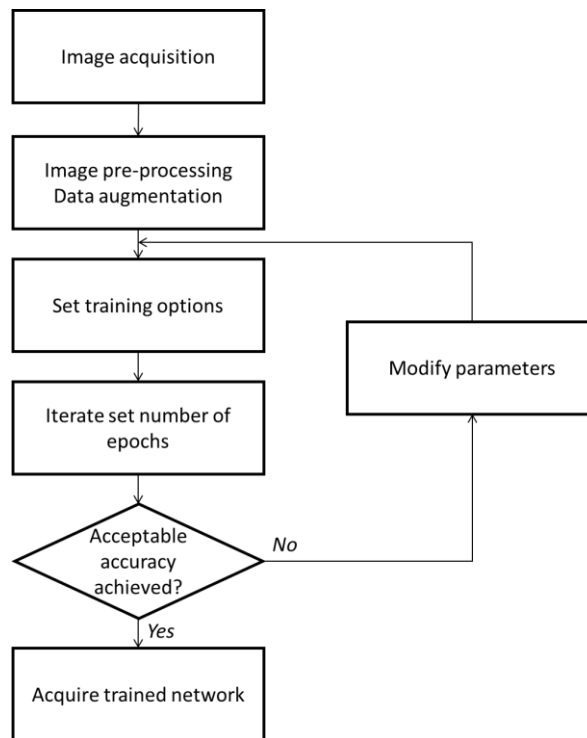 Image acquisition
Image pre-processing
Data augmentation
Set training options
Modify parameters
Iterate set number of
epochs
Acceptable
accuracy
achieved?
No
Yes
Acquire trained network